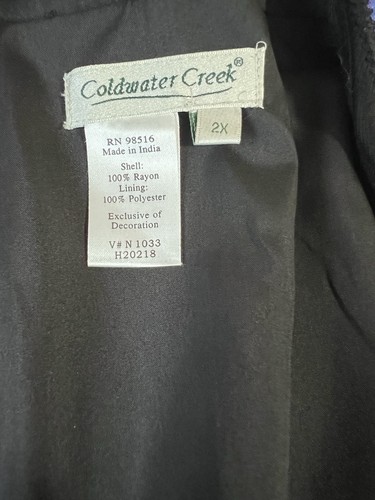 Coldwater Creek®
2X
RN 98516
Made in India
Shell:
100% Rayon
Lining:
100% Polyester
Exclusive of
Decoration
V# N 1033
H20218